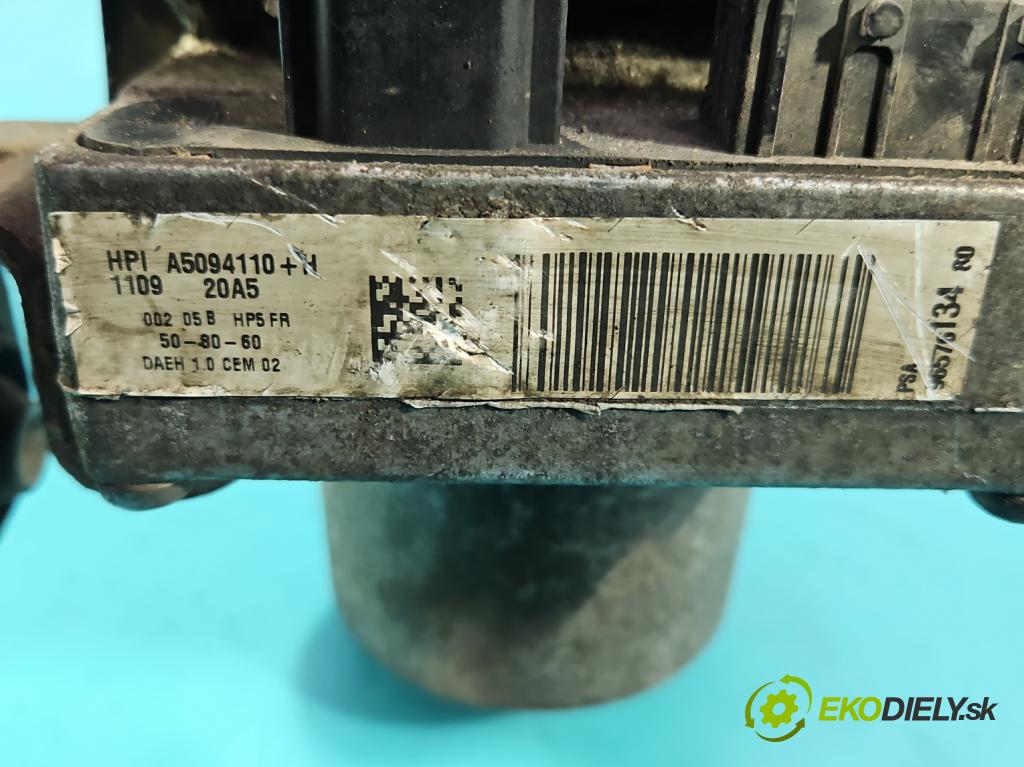 HPI A5094110+H
1109 20A5
002 05 B HP5 FR
50-80-60
DAEH 1.0 CEM 02
PSA
80
EKODIELY.sk